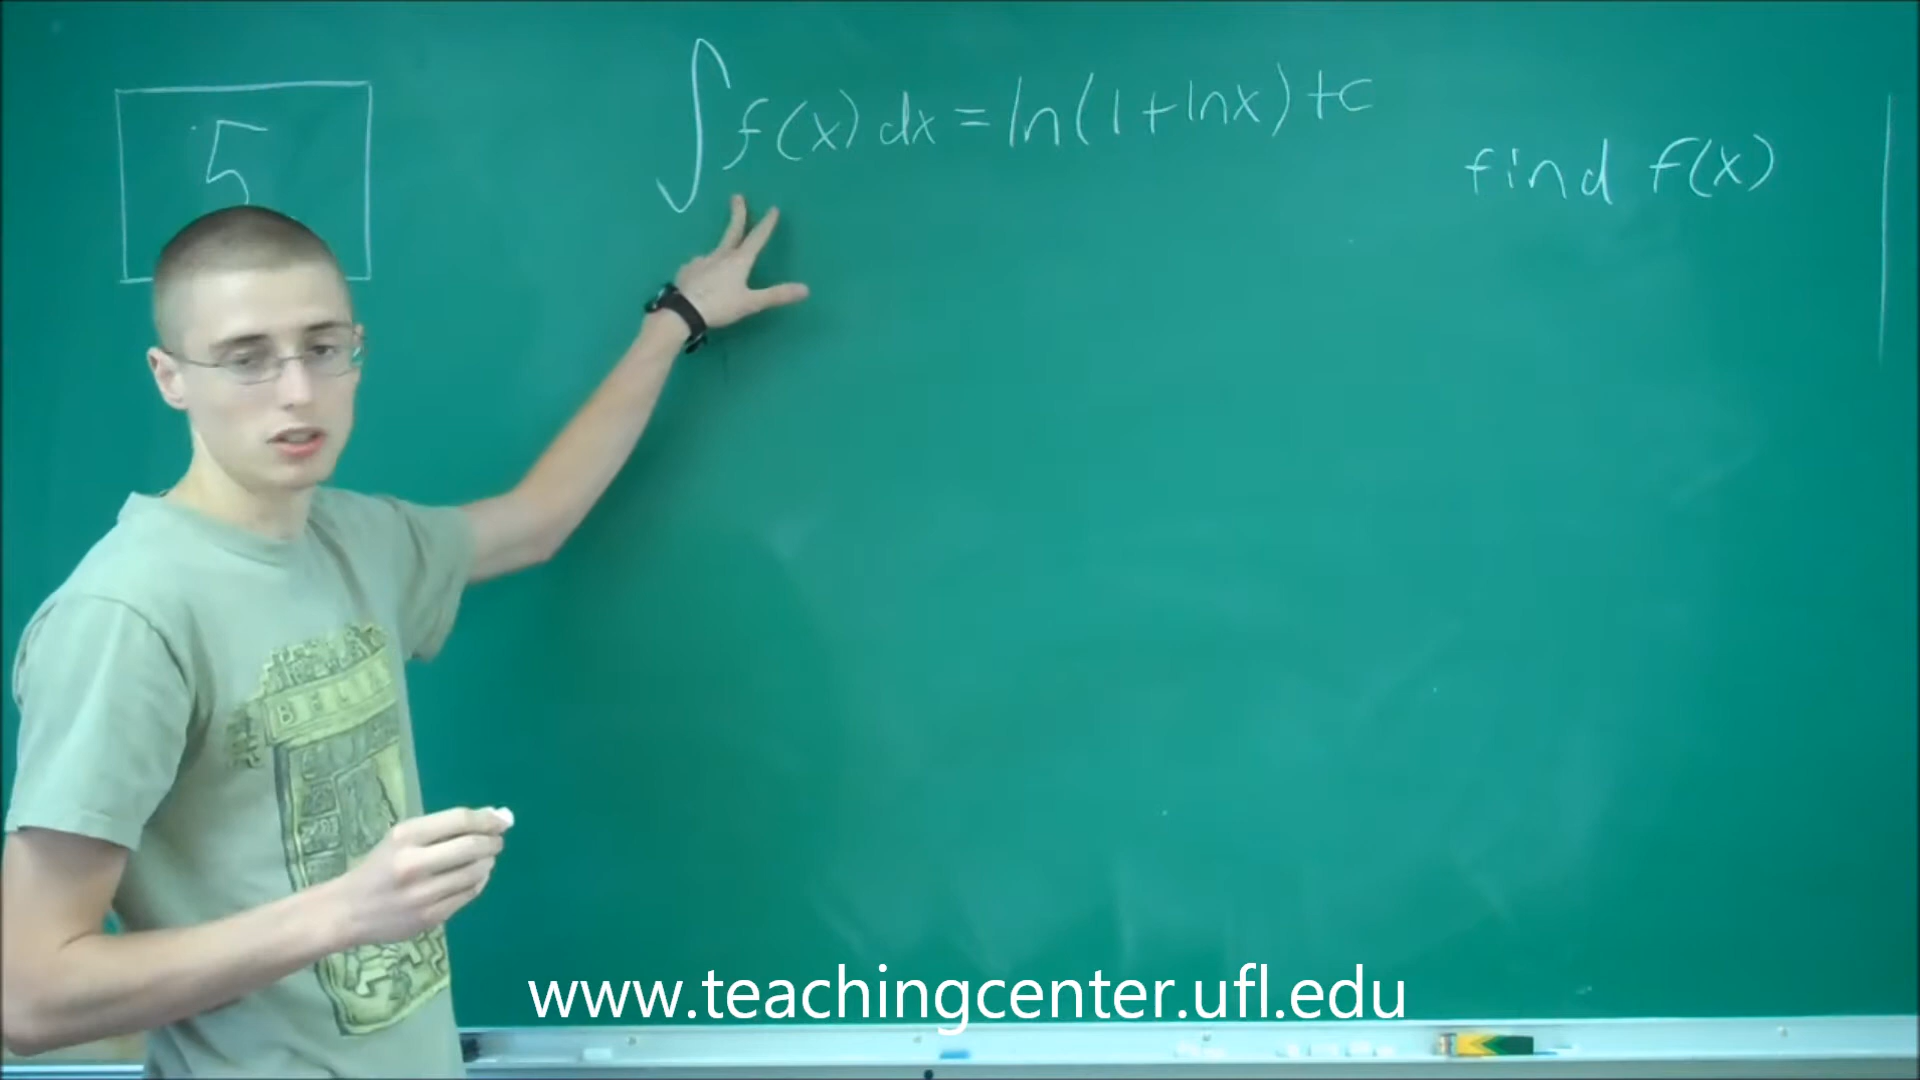 5
∫f(x) dx = ln(1+lnx)+c
find f(x)
www.teachingcenter.ufl.edu